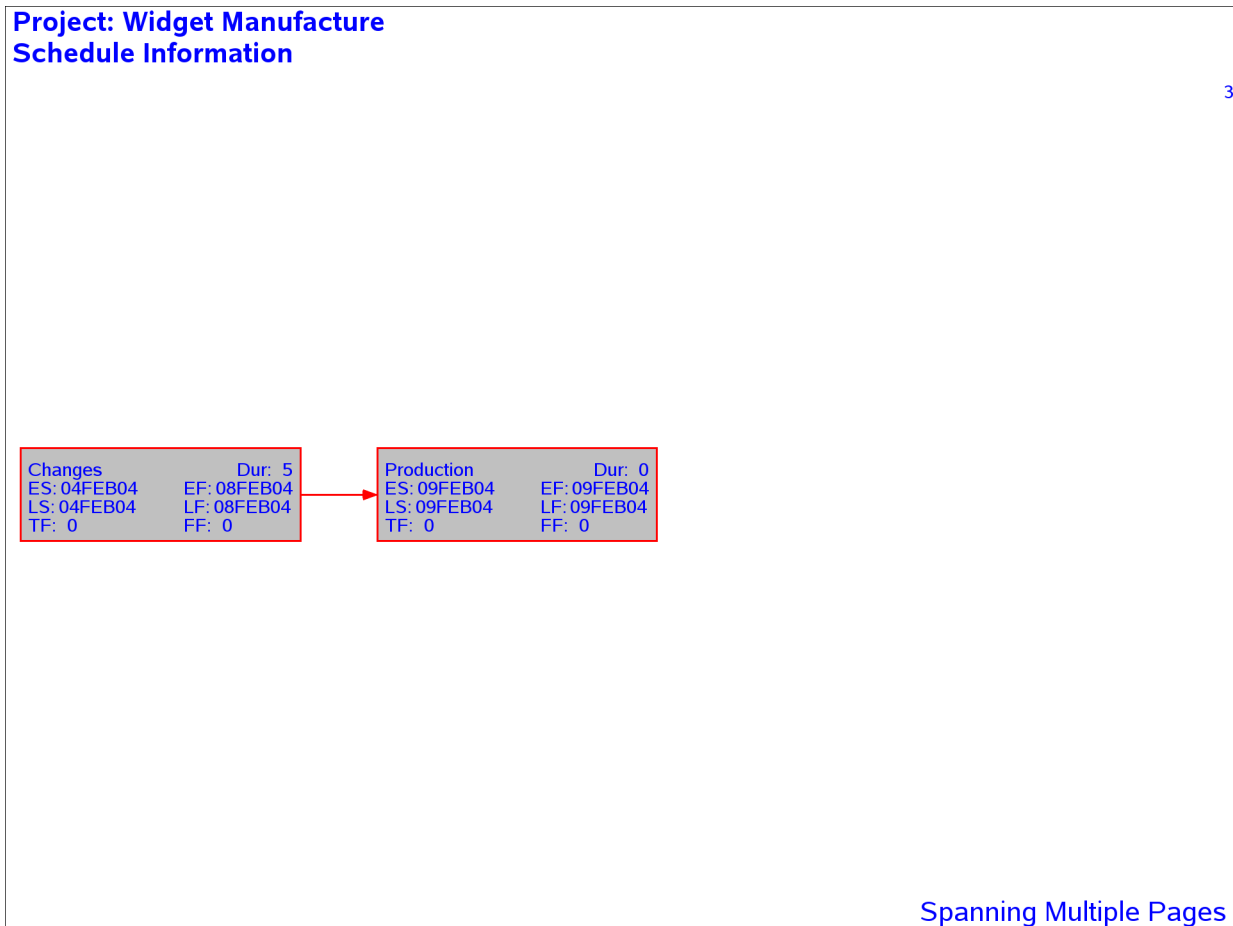 Project: Widget Manufacture
Schedule Information
3
Changes Dur: 5
ES: 04FEB04 EF: 08FEB04
LS: 04FEB04 LF: 08FEB04
TF: 0 FF: 0
Production Dur: 0
ES: 09FEB04 EF: 09FEB04
LS: 09FEB04 LF: 09FEB04
TF: 0 FF: 0
Spanning Multiple Pages